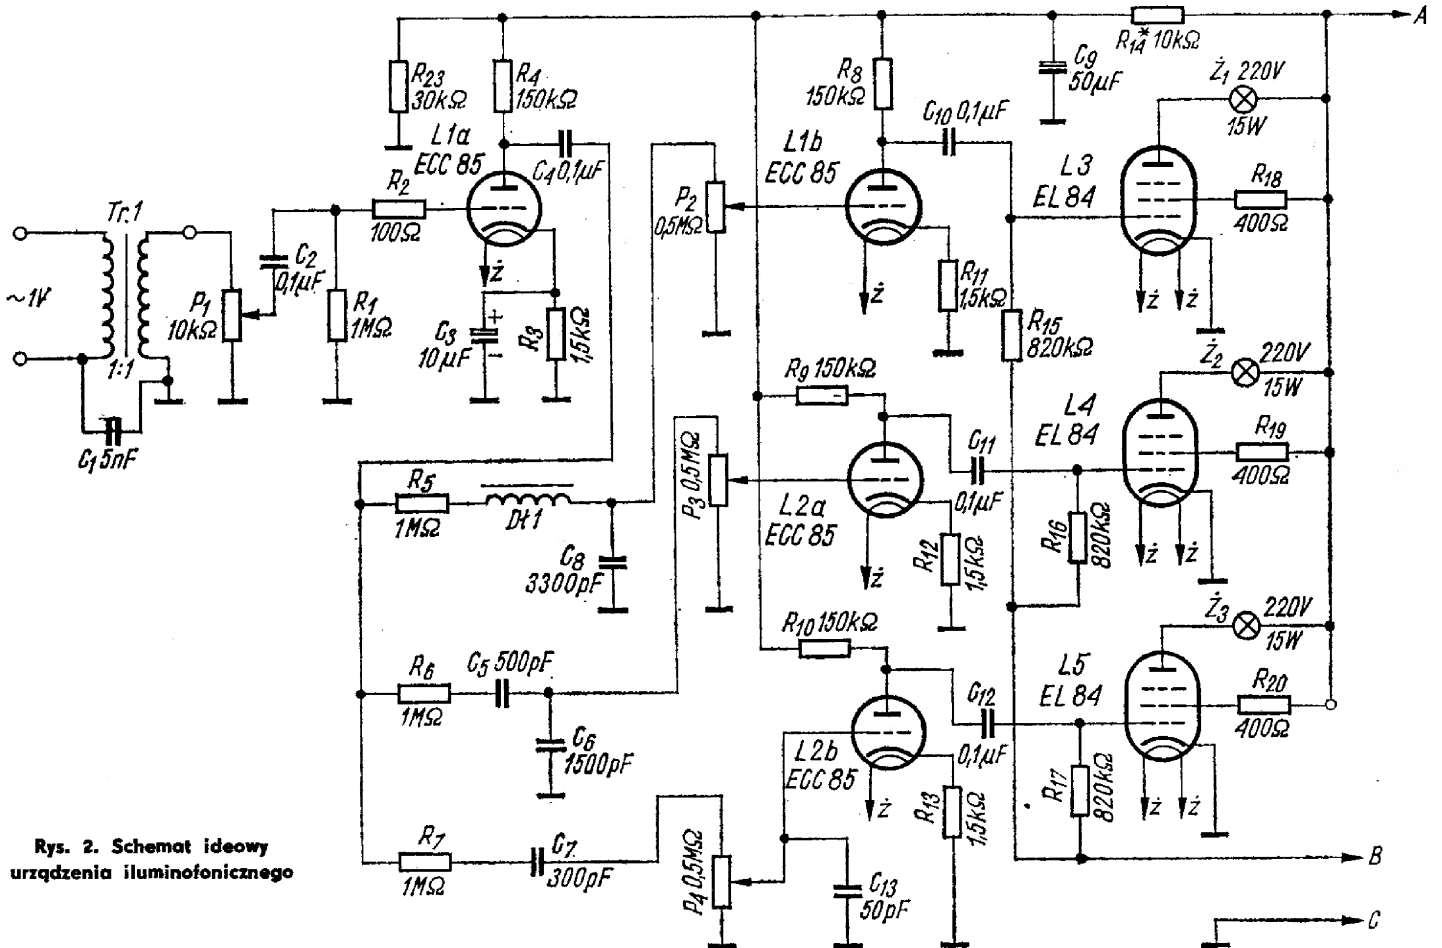 A
R14* 10kΩ
C9
50µF
Ż1 220V
15W
R23
30kΩ
R4
150kΩ
R8
150kΩ
C10 0,1µF
L1a
ECC 85
C4 0,1µF
L1b
ECC 85
L3
EL 84
R18
400Ω
R2
100Ω
P2
0,5MΩ
Tr.1
~1V
1:1
C1 5nF
P1
10kΩ
C2
0,1µF
R1
1MΩ
ż
C3
10µF
+
−
R3
1,5kΩ
ż
R11
1,5kΩ
ż
ż
R15
820kΩ
Ż2
220V
15W
R9 150kΩ
L4
EL 84
R19
400Ω
C11
0,1µF
P3 0,5MΩ
L2a
ECC 85
R5
1MΩ
Dł1
C8
3300pF
ż
R12
1,5kΩ
R16
820kΩ
ż
ż
Ż3
220V
15W
R10 150kΩ
L5
EL 84
R20
400Ω
R6
1MΩ
C5 500pF
C6
1500pF
L2b
ECC 85
C12
0,1µF
ż
R13
1,5kΩ
R17
820kΩ
ż
ż
R7
1MΩ
C7
300pF
P4 0,5MΩ
C13
50pF
B
C
Rys. 2. Schemat ideowy
urządzenia iluminofonicznego